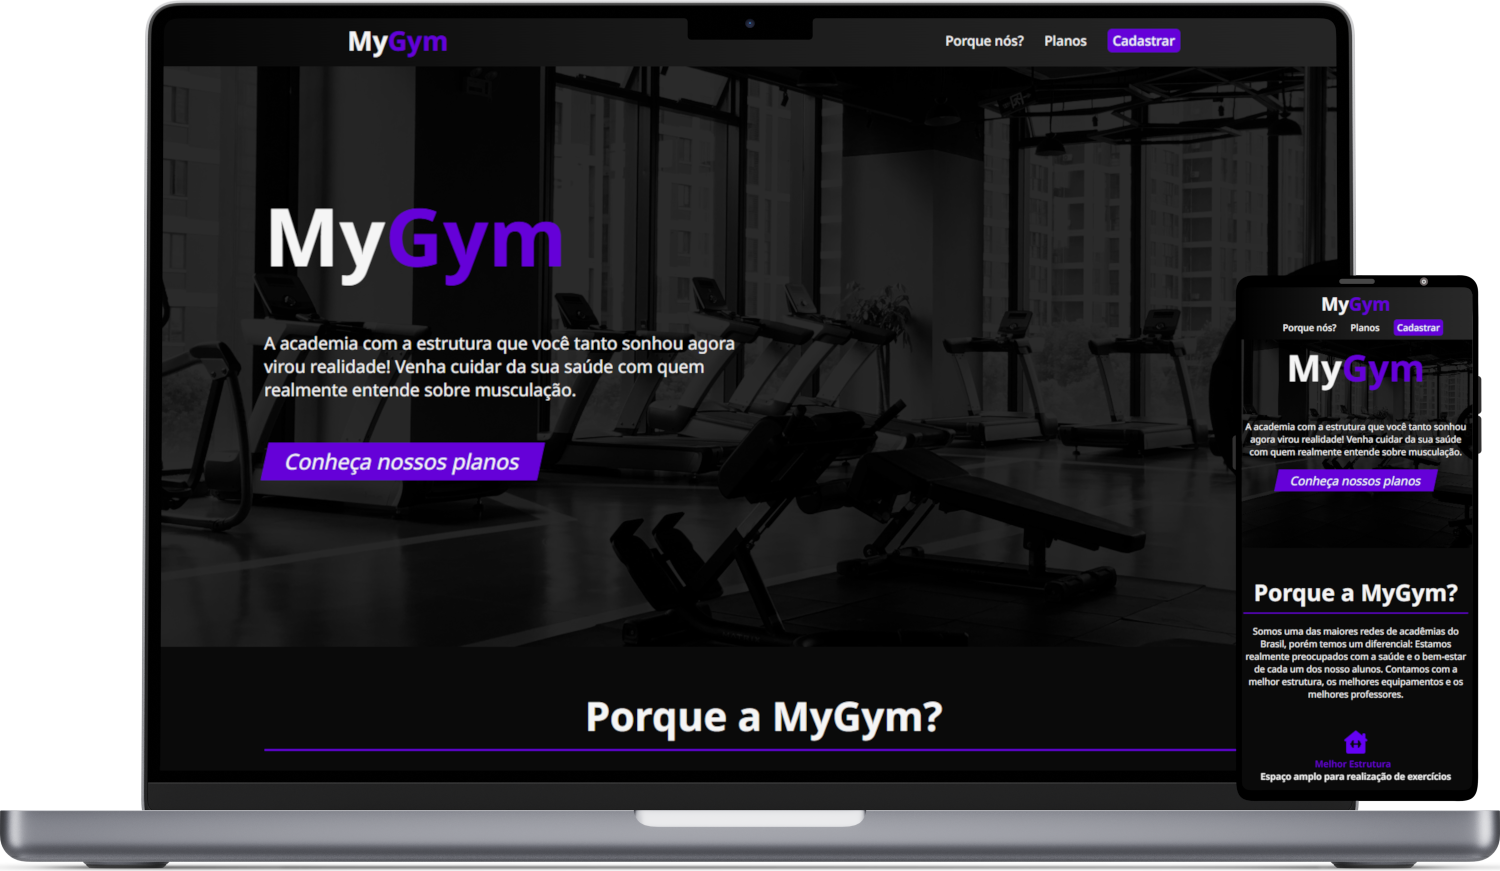 MyGym
Porque nós? Planos Cadastrar
MyGym
A academia com a estrutura que você tanto sonhou agora
virou realidade! Venha cuidar da sua saúde com quem
realmente entende sobre musculação.
Conheça nossos planos
Porque a MyGym?
MyGym
Porque nós? Planos Cadastrar
MyGym
A academia com a estrutura que você tanto sonhou
agora virou realidade! Venha cuidar da sua saúde
com quem realmente entende sobre musculação.
Conheça nossos planos
Porque a MyGym?
Somos uma das maiores redes de acadêmias do
Brasil, porém temos um diferencial: Estamos
realmente preocupados com a saúde e o bem-estar
de cada um dos nosso alunos. Contamos com a
melhor estrutura, os melhores equipamentos e os
melhores professores.
Melhor Estrutura
Espaço amplo para realização de exercícios